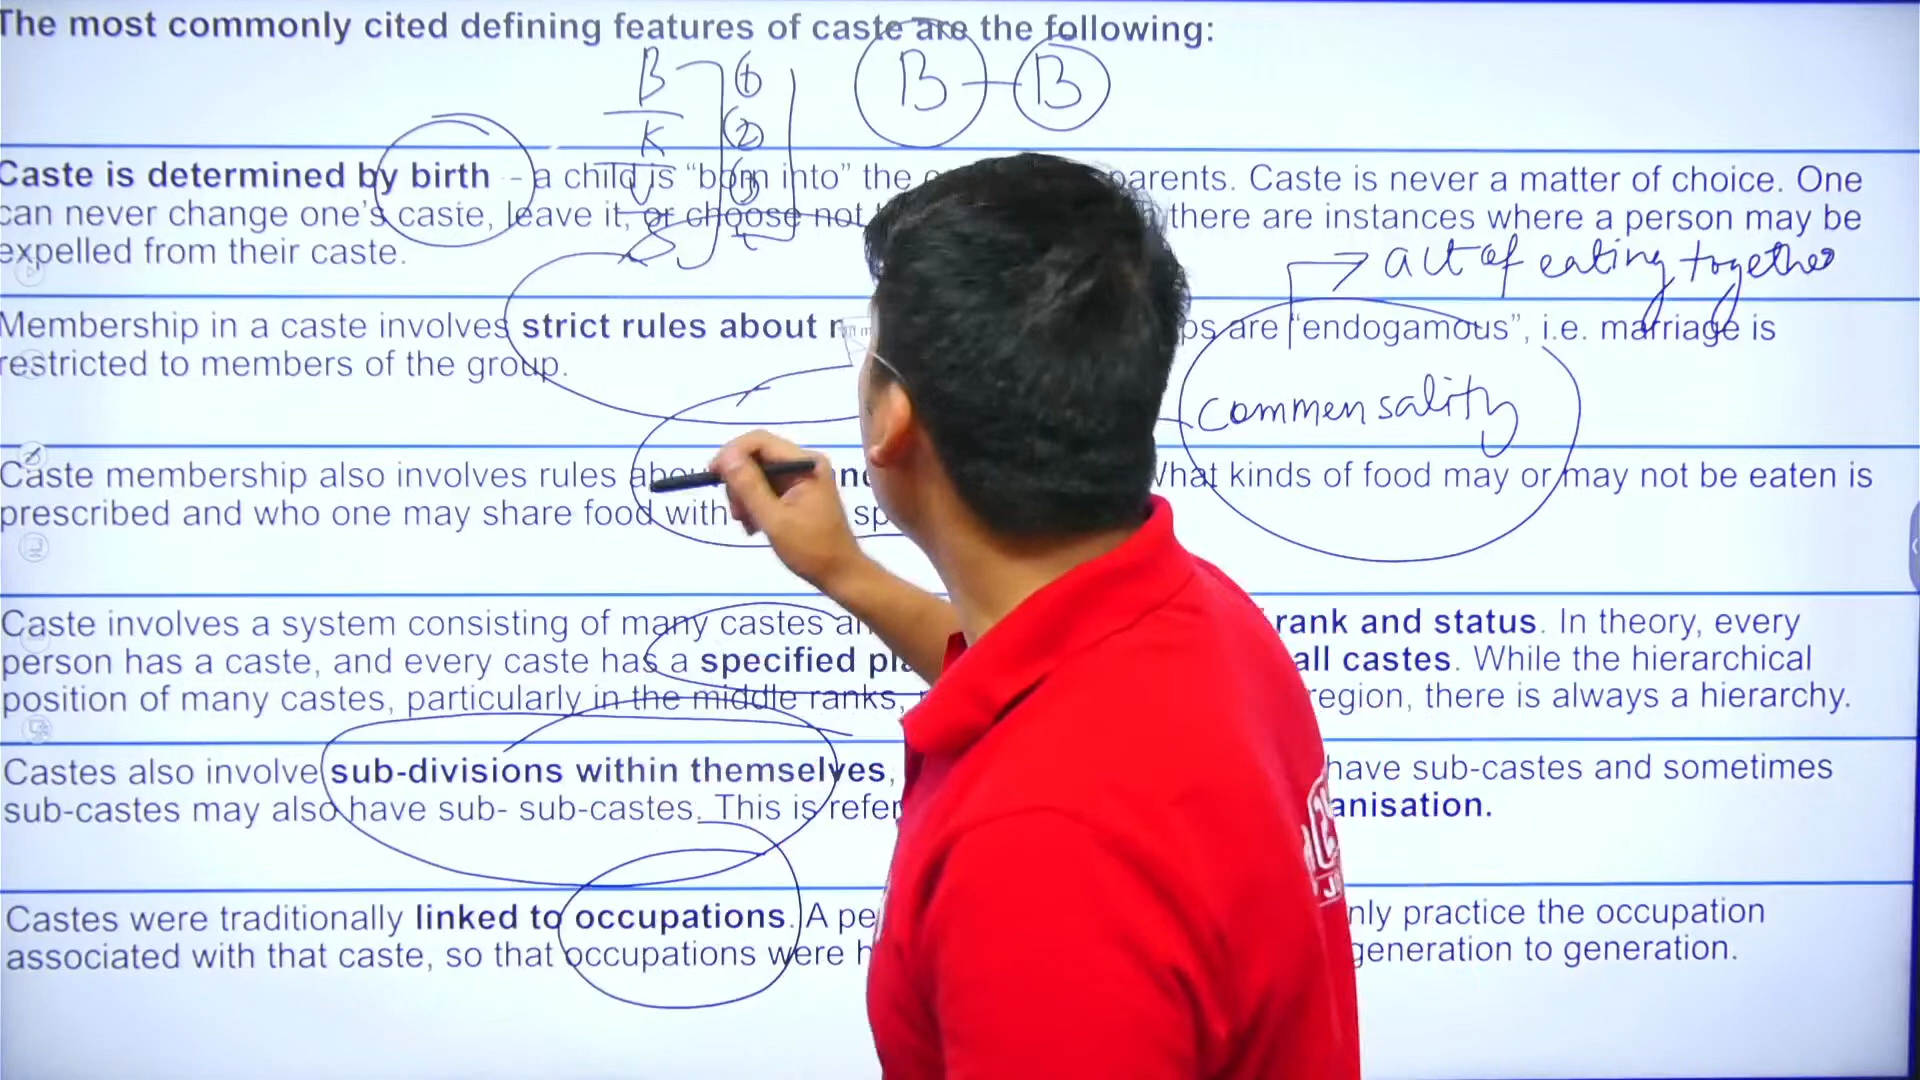 The most commonly cited defining features of caste are the following:
B ① B B
K ②
Caste is determined by birth - a child is “born into” the parents. Caste is never a matter of choice. One
can never change one's caste, leave it, or choose not there are instances where a person may be
expelled from their caste.
S
act of eating together
Membership in a caste involves strict rules about are “endogamous”, i.e. marriage is
restricted to members of the group.
Commensality
Caste membership also involves rules What kinds of food may or may not be eaten is
prescribed and who one may share food with
Caste involves a system consisting of many castes rank and status. In theory, every
person has a caste, and every caste has a specified all castes. While the hierarchical
position of many castes, particularly in the middle ranks, region, there is always a hierarchy.
Castes also involve sub-divisions within themselves, have sub-castes and sometimes
sub-castes may also have sub- sub-castes. This is
Castes were traditionally linked to occupations. A practice the occupation
associated with that caste, so that occupations were generation to generation.